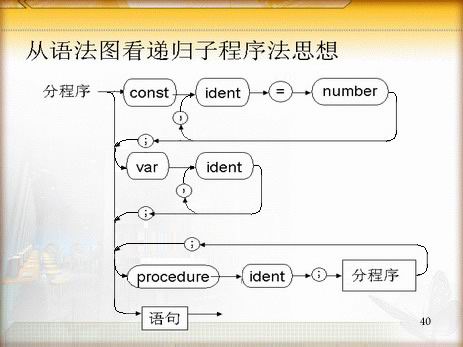 从语法图看递归子程序法思想
分程序 const ident = number
,
;
var ident
,
;
;
procedure ident ; 分程序
语句
40